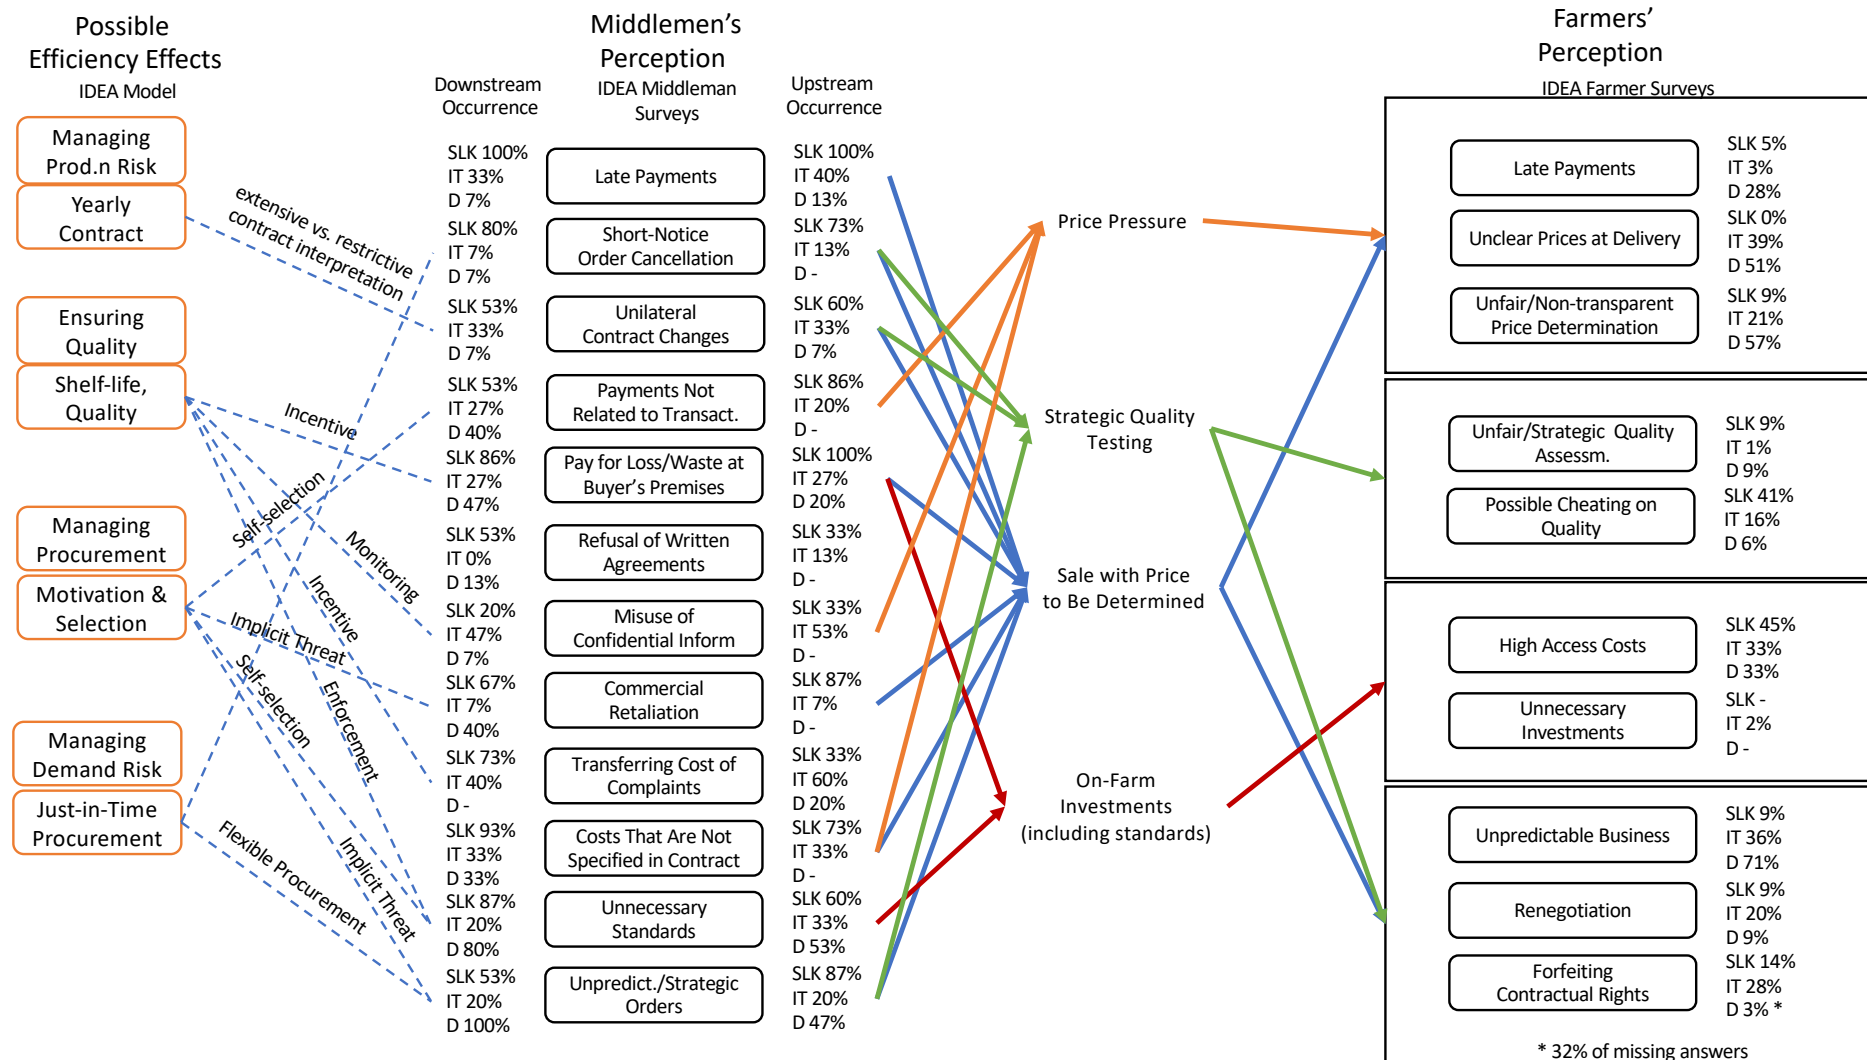 Possible
Efficiency Effects
IDEA Model
Managing
Prod.n Risk
Yearly
Contract
Ensuring
Quality
Shelf-life,
Quality
Managing
Procurement
Motivation &
Selection
Managing
Demand Risk
Just-in-Time
Procurement
extensive vs. restrictive
contract interpretation
Incentive
Self-selection
Monitoring
Incentive
Implicit Threat
Self-selection
Enforcement
Implicit Threat
Flexible Procurement
Middlemen's
Perception
IDEA Middleman
Surveys
Downstream
Occurrence
Upstream
Occurrence
SLK 100%
IT 33%
D 7%
Late Payments
SLK 100%
IT 40%
D 13%
SLK 80%
IT 7%
D 7%
Short-Notice
Order Cancellation
SLK 73%
IT 13%
D -
SLK 53%
IT 33%
D 7%
Unilateral
Contract Changes
SLK 60%
IT 33%
D 7%
SLK 53%
IT 27%
D 40%
Payments Not
Related to Transact.
SLK 86%
IT 20%
D -
SLK 86%
IT 27%
D 47%
Pay for Loss/Waste at
Buyer's Premises
SLK 100%
IT 27%
D 20%
SLK 53%
IT 0%
D 13%
Refusal of Written
Agreements
SLK 33%
IT 13%
D -
SLK 20%
IT 47%
D 7%
Misuse of
Confidential Inform
SLK 33%
IT 53%
D -
SLK 67%
IT 7%
D 40%
Commercial
Retaliation
SLK 87%
IT 7%
D -
SLK 73%
IT 40%
D -
Transferring Cost of
Complaints
SLK 33%
IT 60%
D 20%
SLK 93%
IT 33%
D 33%
Costs That Are Not
Specified in Contract
SLK 73%
IT 33%
D -
SLK 87%
IT 20%
D 80%
Unnecessary
Standards
SLK 60%
IT 33%
D 53%
SLK 53%
IT 20%
D 100%
Unpredict./Strategic
Orders
SLK 87%
IT 20%
D 47%
Price Pressure
Strategic Quality
Testing
Sale with Price
to Be Determined
On-Farm
Investments
(including standards)
Farmers'
Perception
IDEA Farmer Surveys
Late Payments
SLK 5%
IT 3%
D 28%
Unclear Prices at Delivery
SLK 0%
IT 39%
D 51%
Unfair/Non-transparent
Price Determination
SLK 9%
IT 21%
D 57%
Unfair/Strategic Quality
Assessm.
SLK 9%
IT 1%
D 9%
Possible Cheating on
Quality
SLK 41%
IT 16%
D 6%
High Access Costs
SLK 45%
IT 33%
D 33%
Unnecessary
Investments
SLK -
IT 2%
D -
Unpredictable Business
SLK 9%
IT 36%
D 71%
Renegotiation
SLK 9%
IT 20%
D 9%
Forfeiting
Contractual Rights
SLK 14%
IT 28%
D 3% *
* 32% of missing answers